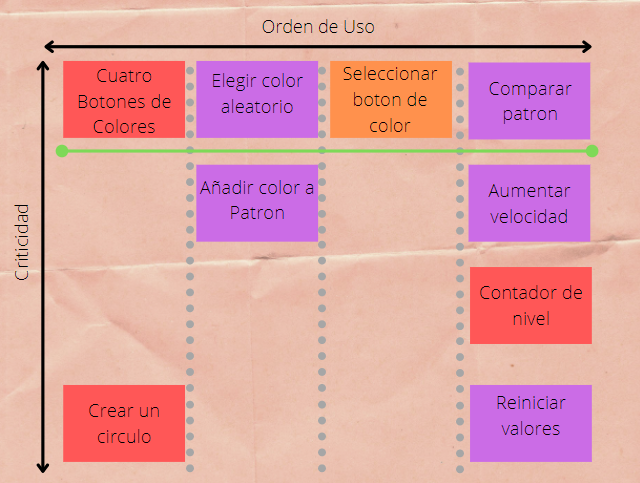 Orden de Uso
Criticidad
Cuatro
Botones de
Colores
Elegir color
aleatorio
Seleccionar
boton de
color
Comparar
patron
Añadir color a
Patron
Aumentar
velocidad
Contador de
nivel
Crear un
circulo
Reiniciar
valores